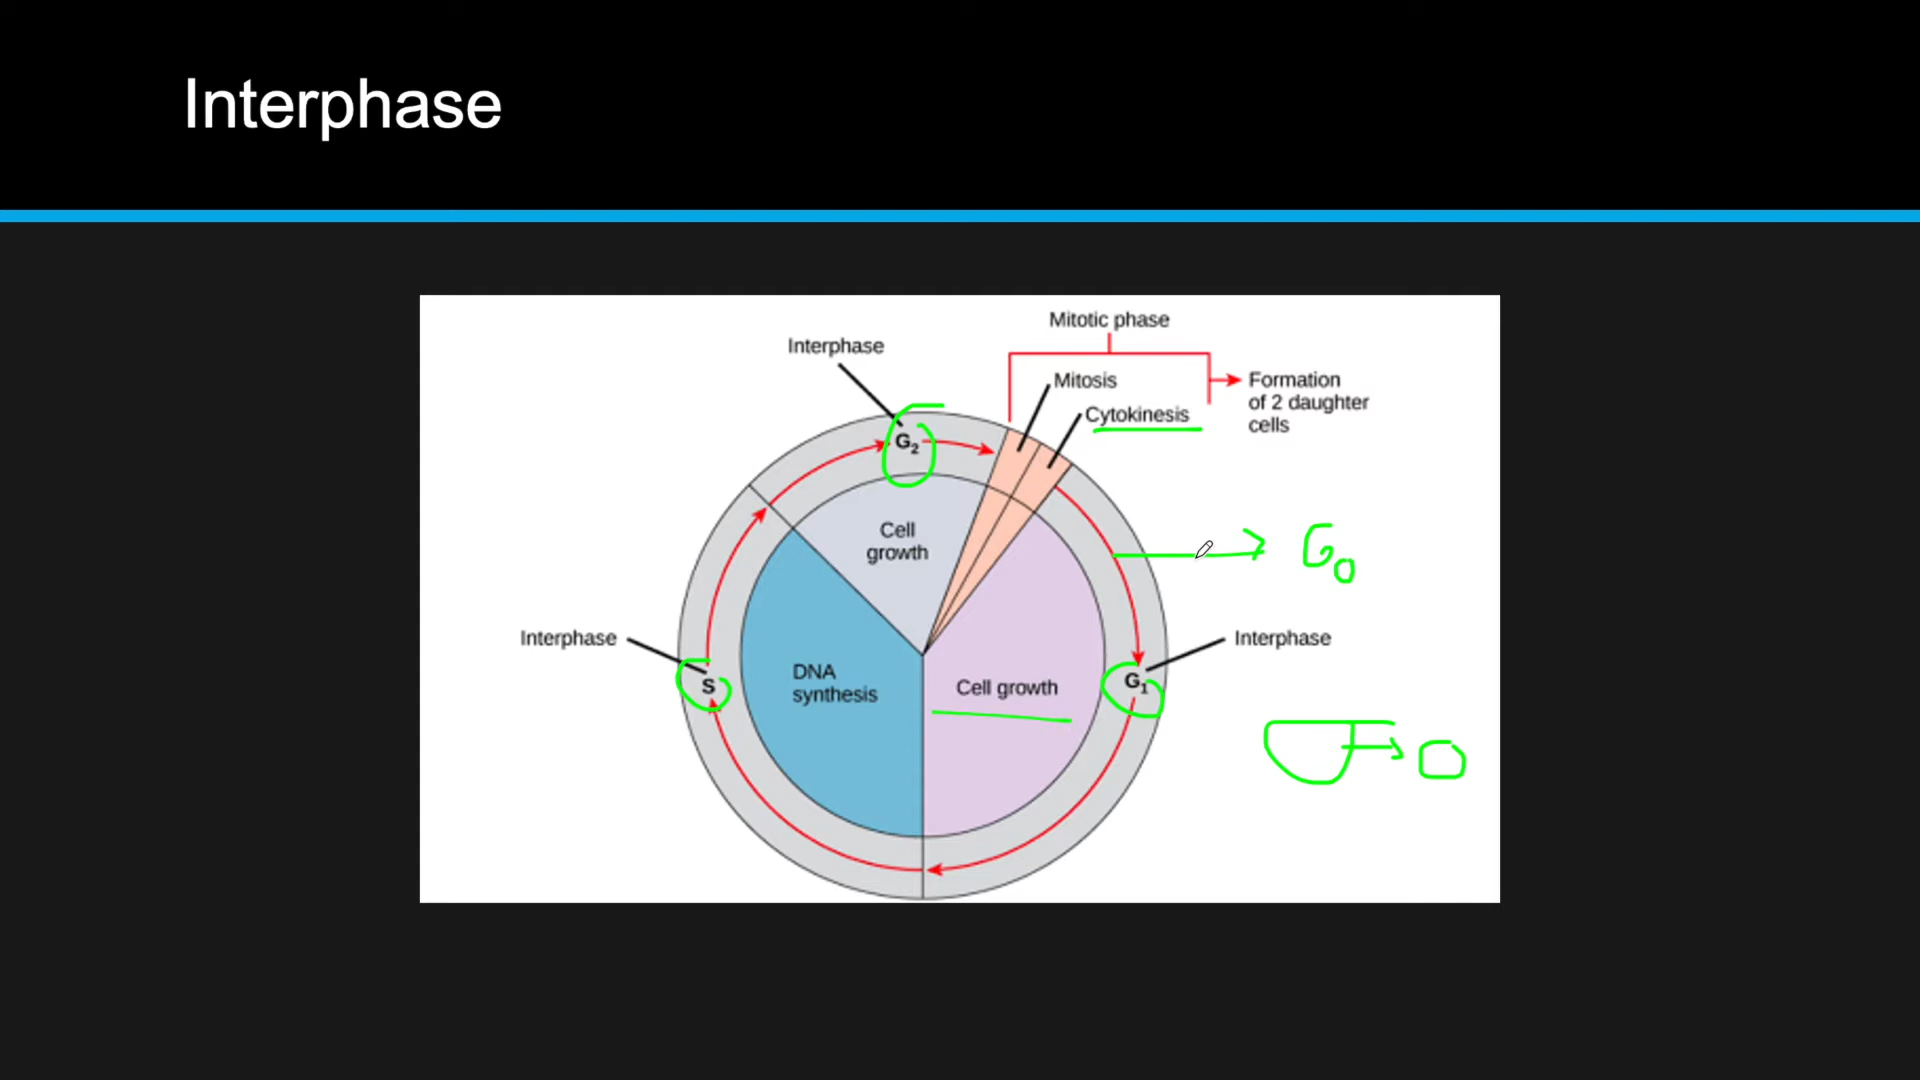 Interphase
Mitotic phase
Interphase
Mitosis
Cytokinesis
Formation
of 2 daughter
cells
G₂
Cell
growth
G₀
Interphase
Interphase
DNA
synthesis
S
Cell growth
G₁